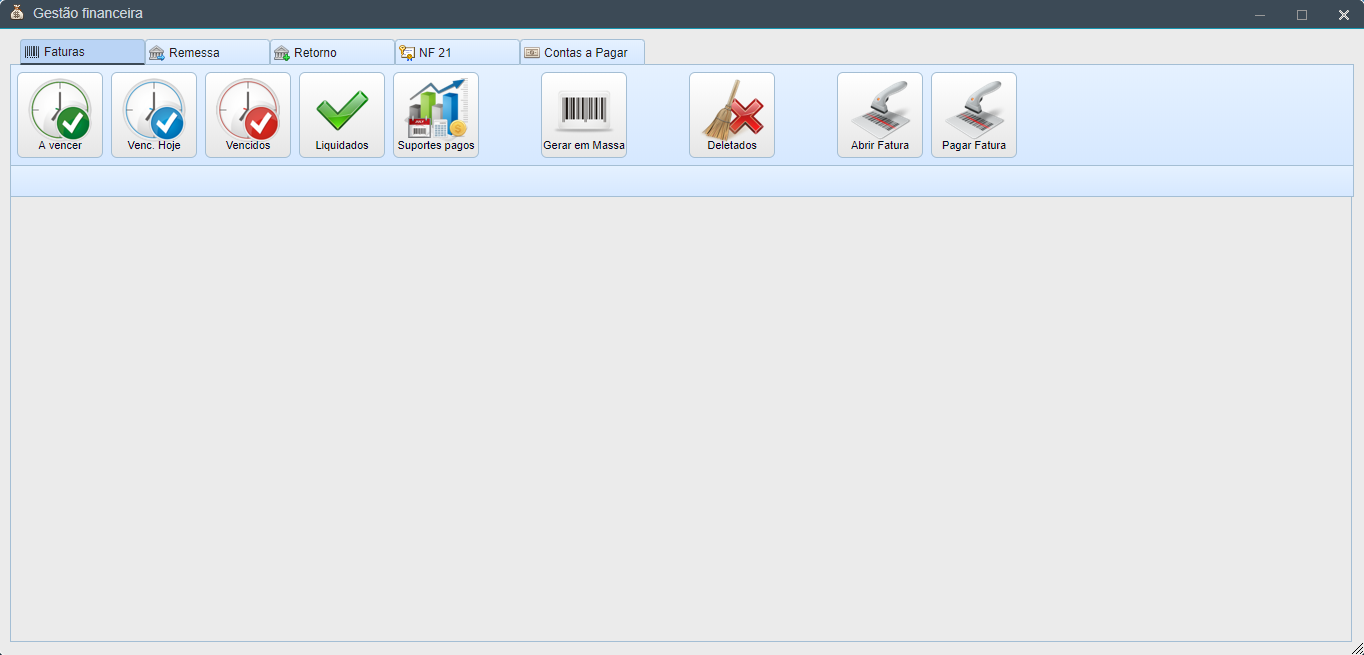 Gestão financeira
Faturas
Remessa
Retorno
NF 21
Contas a Pagar
A vencer
Venc. Hoje
Vencidos
Liquidados
Suportes pagos
Gerar em Massa
Deletados
Abrir Fatura
Pagar Fatura